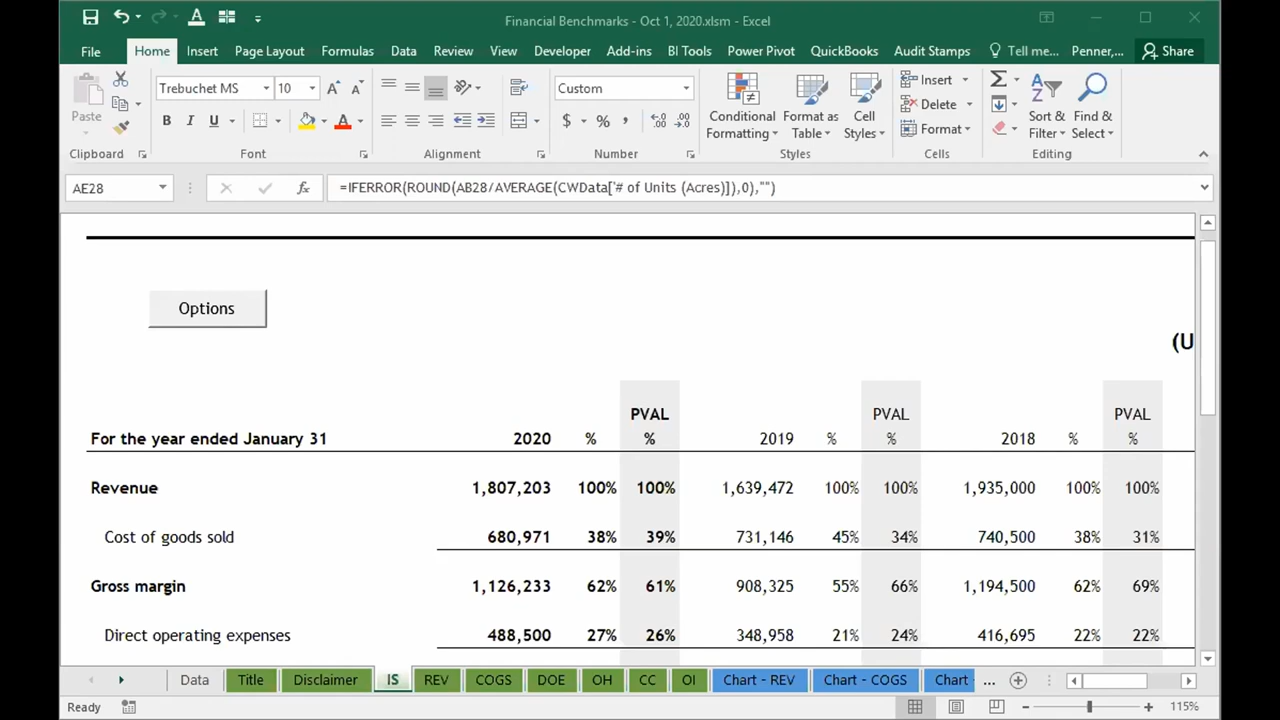 Financial Benchmarks - Oct 1, 2020.xlsm - Excel
File Home Insert Page Layout Formulas Data Review View Developer Add-ins BI Tools Power Pivot QuickBooks Audit Stamps Tell me... Penner,... Share
Paste
Clipboard
Trebuchet MS 10
B I U
Font
Alignment
Custom
$ % ,
Number
Conditional Formatting
Format as Table
Cell Styles
Styles
Insert
Delete
Format
Cells
Sort & Filter
Find & Select
Editing
AE28 fx =IFERROR(ROUND(AB28/AVERAGE(CWData['# of Units (Acres)]),0),"")
Options
(U
PVAL PVAL PVAL
For the year ended January 31 2020 % % 2019 % % 2018 % %
Revenue 1,807,203 100% 100% 1,639,472 100% 100% 1,935,000 100% 100%
Cost of goods sold 680,971 38% 39% 731,146 45% 34% 740,500 38% 31%
Gross margin 1,126,233 62% 61% 908,325 55% 66% 1,194,500 62% 69%
Direct operating expenses 488,500 27% 26% 348,958 21% 24% 416,695 22% 22%
Data Title Disclaimer IS REV COGS DOE OH CC OI Chart - REV Chart - COGS Chart ...
Ready 115%